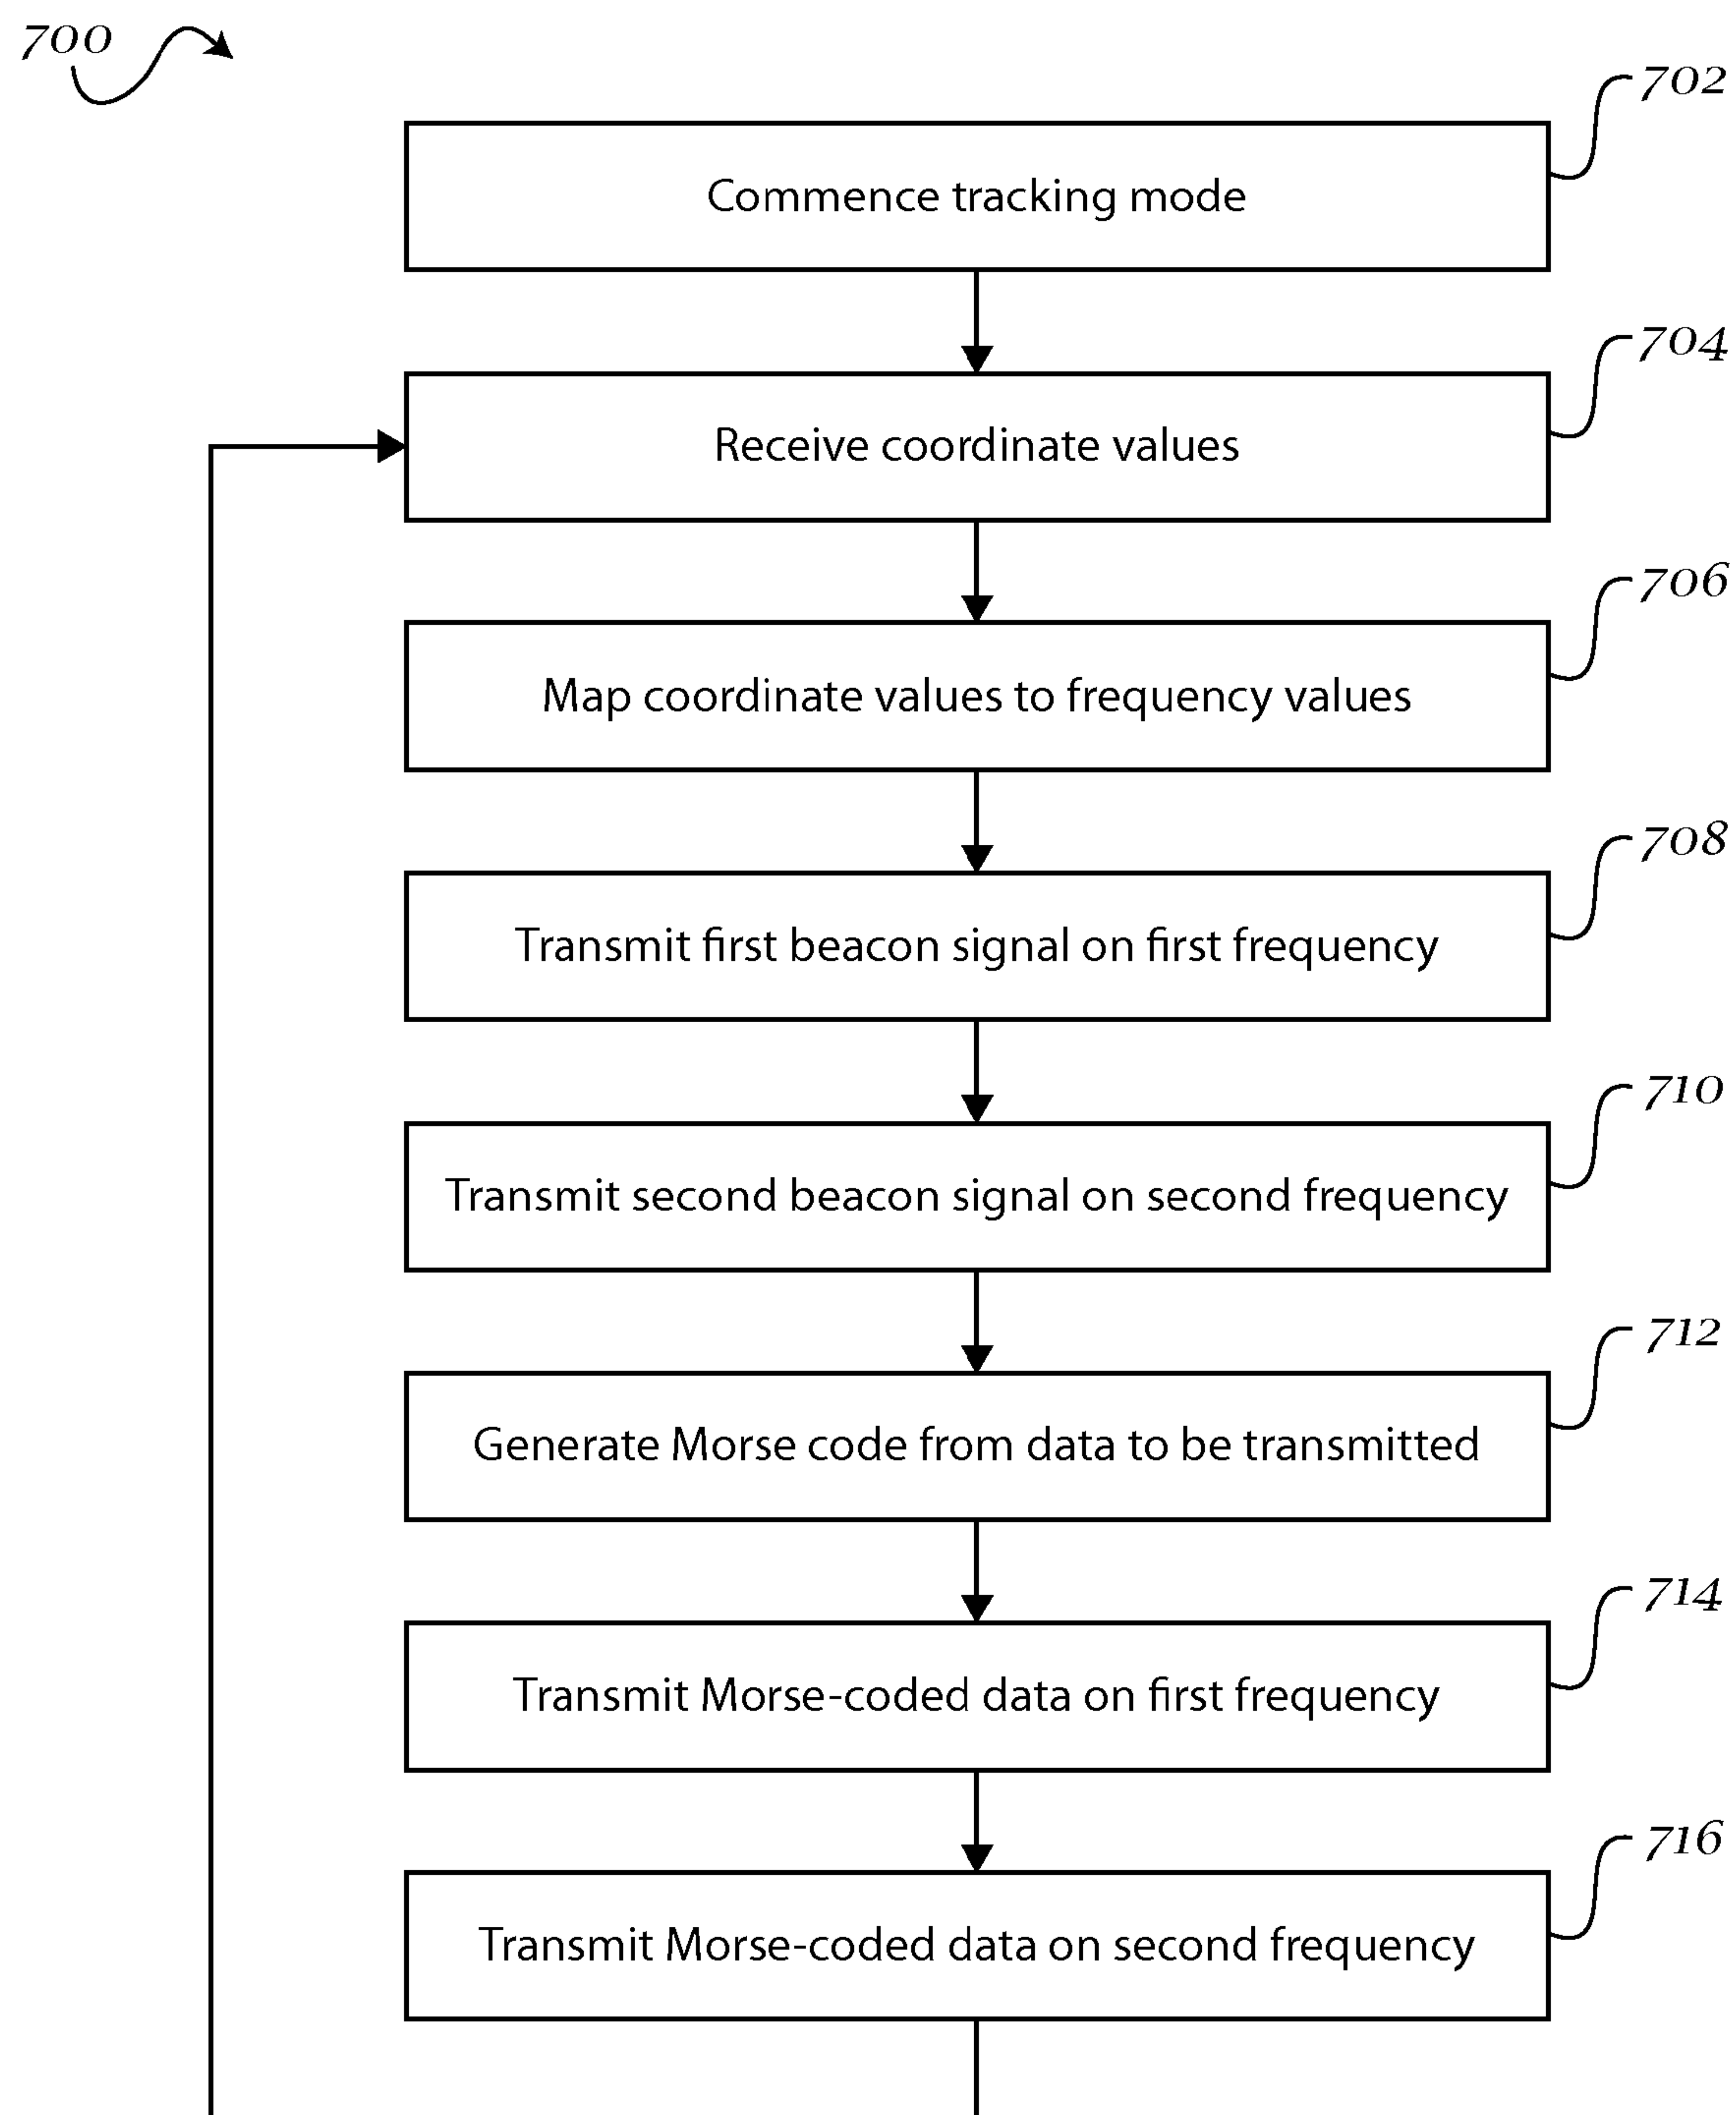 700
702
Commence tracking mode
704
Receive coordinate values
706
Map coordinate values to frequency values
708
Transmit first beacon signal on first frequency
710
Transmit second beacon signal on second frequency
712
Generate Morse code from data to be transmitted
714
Transmit Morse-coded data on first frequency
716
Transmit Morse-coded data on second frequency